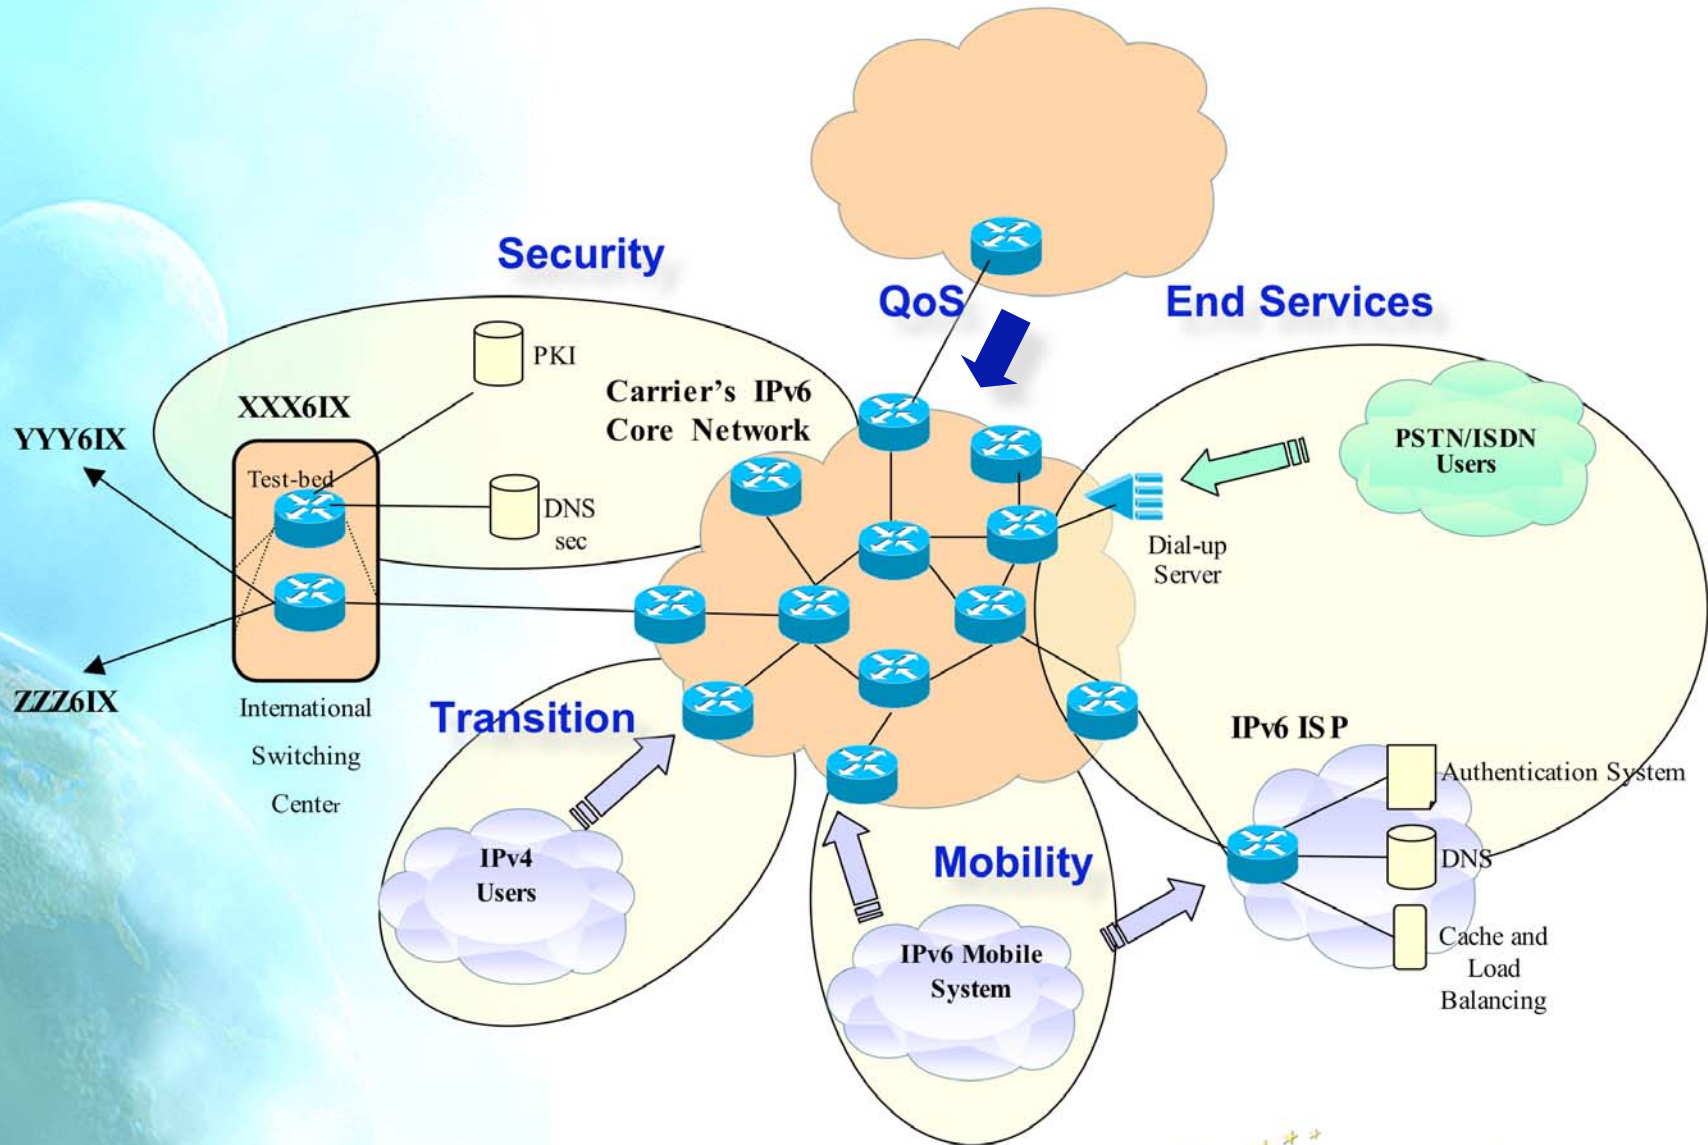 Security
QoS
End Services
PKI
Carrier's IPv6
Core Network
XXX6IX
YYY6IX
Test-bed
PSTN/ISDN
Users
DNS
sec
Dial-up
Server
ZZZ6IX
International
Switching
Center
Transition
IPv6 ISP
Authentication System
IPv4
Users
Mobility
DNS
IPv6 Mobile
System
Cache and
Load
Balancing